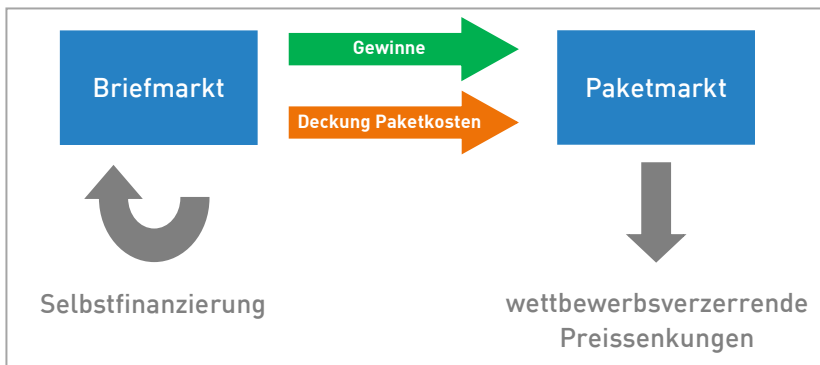 Gewinne
Briefmarkt
Paketmarkt
Deckung Paketkosten
Selbstfinanzierung
wettbewerbsverzerrende
Preissenkungen